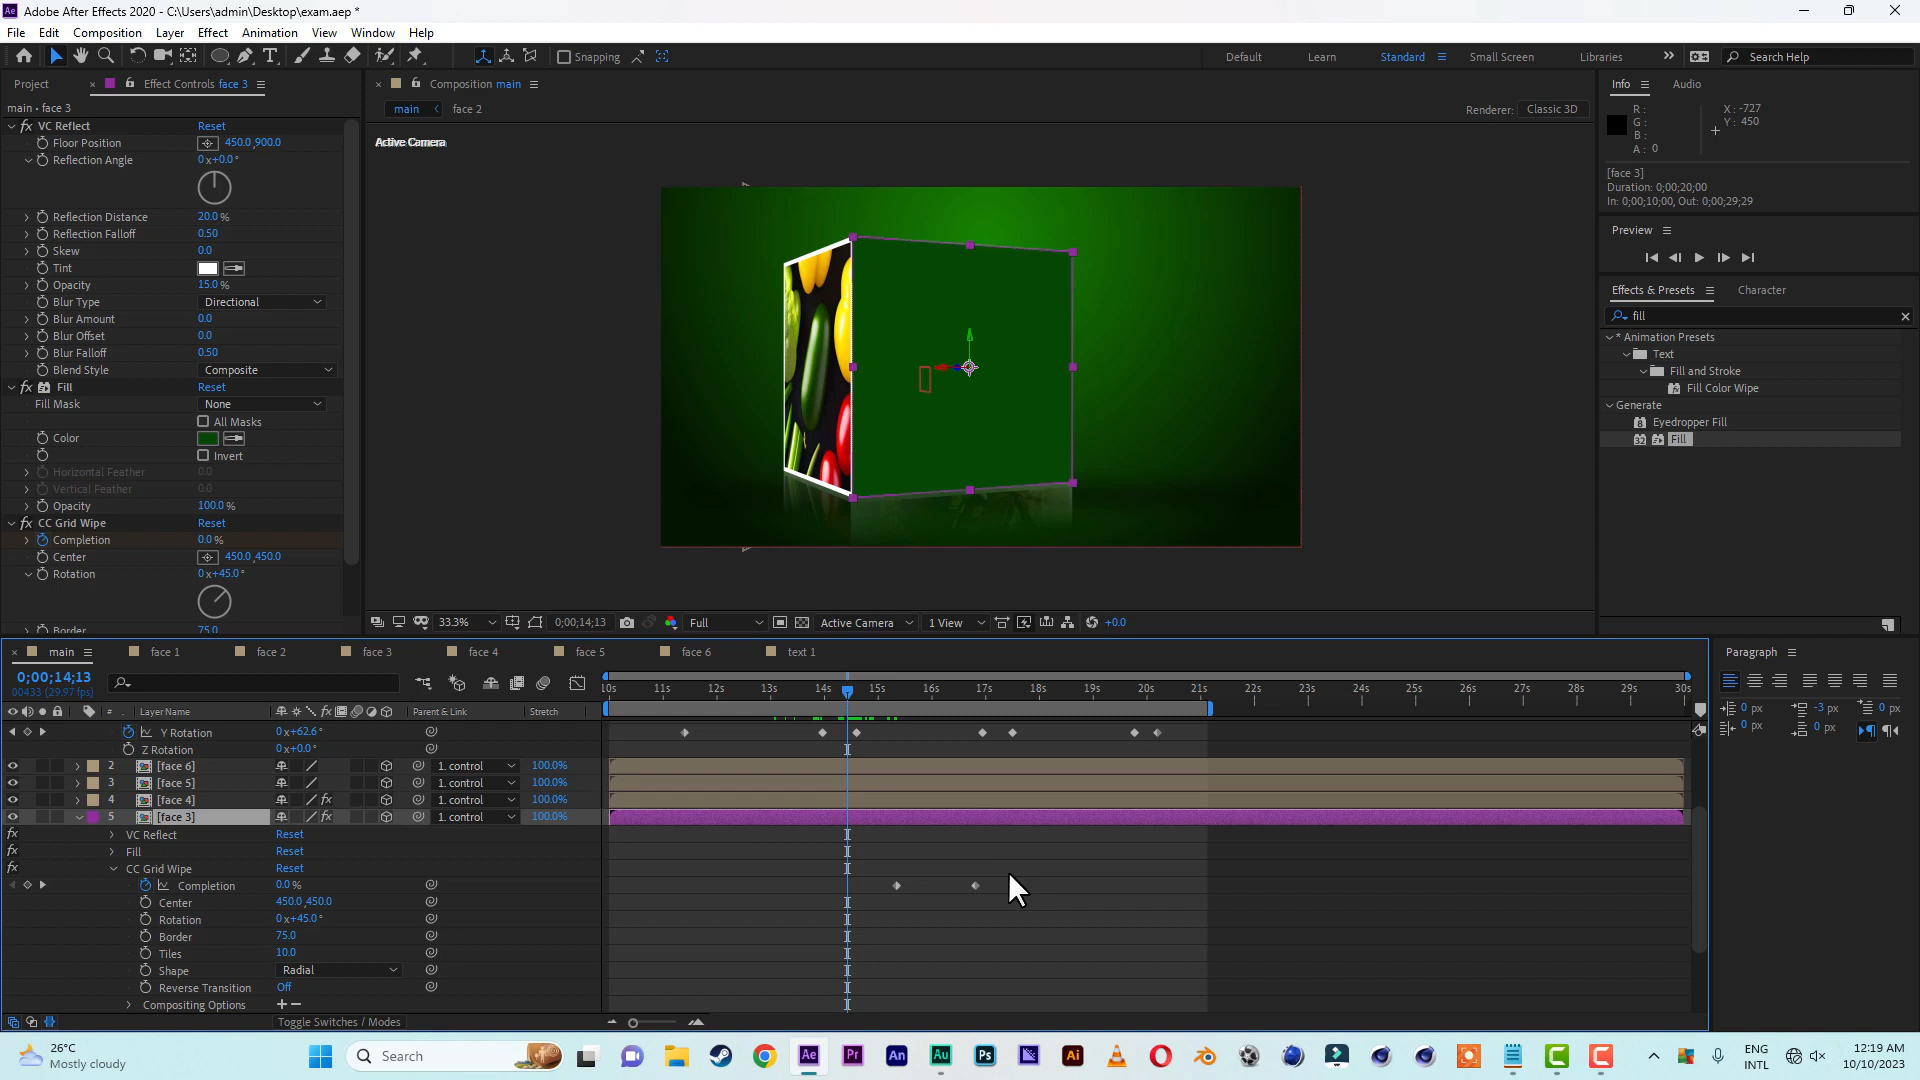 Adobe After Effects 2020 - C:\Users\admin\Desktop\exam.aep *
File Edit Composition Layer Effect Animation View Window Help
Snapping
Default Learn Standard Small Screen Libraries
Search Help
Project Effect Controls face 3
main • face 3
VC Reflect Reset
Floor Position 450.0,900.0
Reflection Angle 0x+0.0°
Reflection Distance 20.0 %
Reflection Falloff 0.50
Skew 0.0
Tint
Opacity 15.0 %
Blur Type Directional
Blur Amount 0.0
Blur Offset 0.0
Blur Falloff 0.50
Blend Style Composite
Fill Reset
Fill Mask None
All Masks
Color
Invert
Horizontal Feather 0.0
Vertical Feather 0.0
Opacity 100.0 %
CC Grid Wipe Reset
Completion 0.0 %
Center 450.0,450.0
Rotation 0x+45.0°
Border 75.0
Composition main
main face 2
Renderer: Classic 3D
Active Camera
33.3% 0;00;14;13 Full Active Camera 1 View +0.0
Info Audio
R: X: -727
G: Y: 450
B:
A: 0
[face 3]
Duration: 0;00;20;00
In: 0;00;10;00, Out: 0;00;29;29
Preview
Effects & Presets Character
fill
* Animation Presets
Text
Fill and Stroke
Fill Color Wipe
Generate
Eyedropper Fill
32 Fill
main face 1 face 2 face 3 face 4 face 5 face 6 text 1
0;00;14;13
00433 (29.97 fps)
10s 11s 12s 13s 14s 15s 16s 17s 18s 19s 20s 21s 22s 23s 24s 25s 26s 27s 28s 29s 30s
# Layer Name Parent & Link Stretch
Y Rotation 0x+62.6°
Z Rotation 0x+0.0°
2 [face 6] 1. control 100.0%
3 [face 5] 1. control 100.0%
4 [face 4] 1. control 100.0%
5 [face 3] 1. control 100.0%
VC Reflect Reset
Fill Reset
CC Grid Wipe Reset
Completion 0.0 %
Center 450.0,450.0
Rotation 0x+45.0°
Border 75.0
Tiles 10.0
Shape Radial
Reverse Transition Off
Compositing Options + −
Toggle Switches / Modes
Paragraph
0 px -3 px 0 px
0 px 0 px
26°C
Mostly cloudy
Search
Ae Pr An Au Ps Ai
ENG
INTL
12:19 AM
10/10/2023